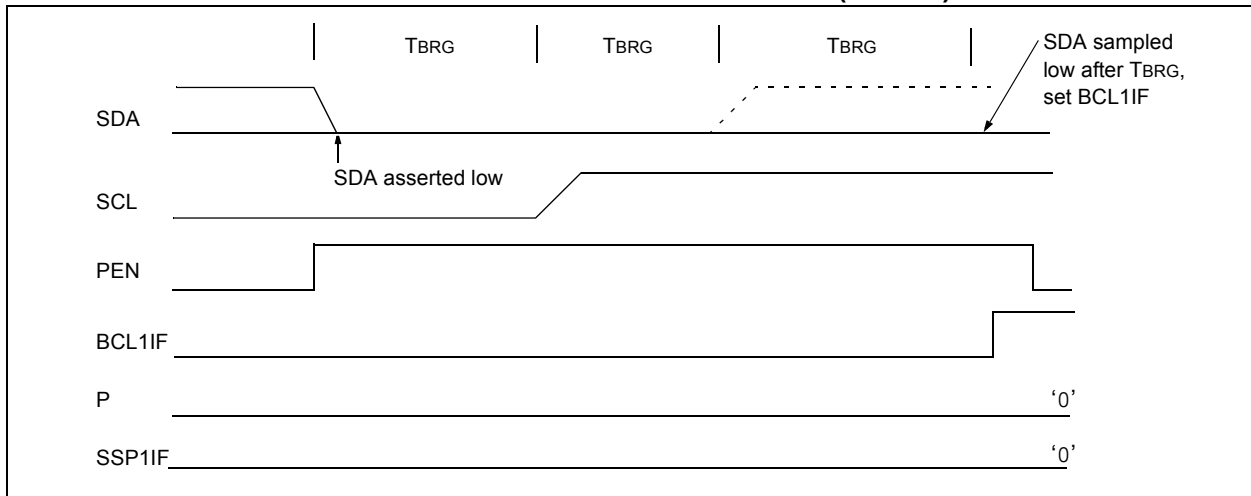 TBRG TBRG TBRG
SDA sampled
low after TBRG,
set BCL1IF
SDA
SDA asserted low
SCL
PEN
BCL1IF
P
‘0’
SSP1IF
‘0’